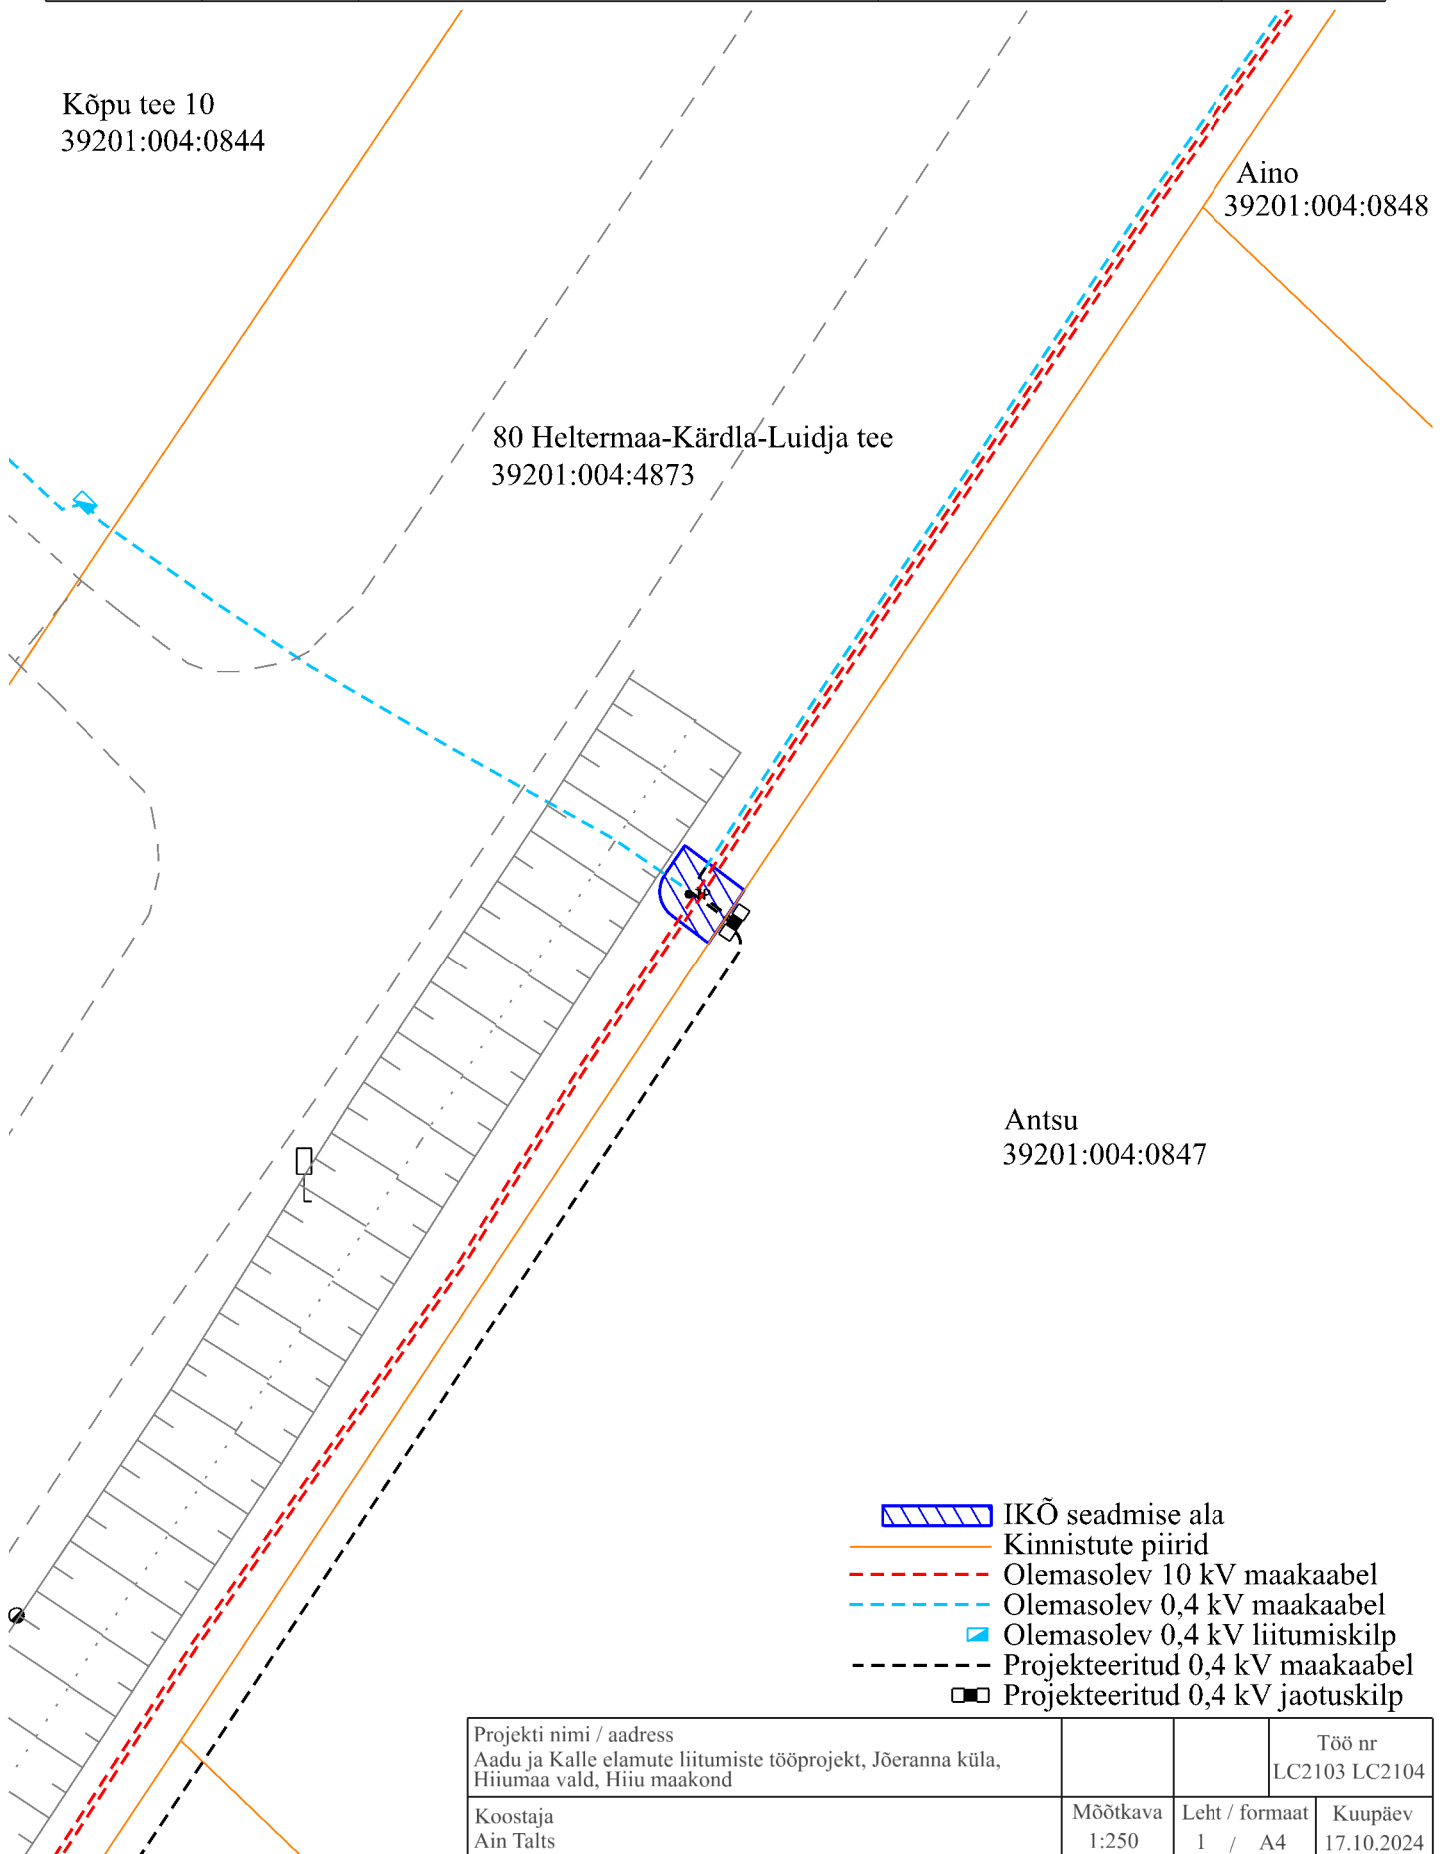 Kõpu tee 10
39201:004:0844
Aino
39201:004:0848
80 Heltermaa-Kärdla-Luidja tee
39201:004:4873
Antsu
39201:004:0847
IKÕ seadmise ala
Kinnistute piirid
Olemasolev 10 kV maakaabel
Olemasolev 0,4 kV maakaabel
Olemasolev 0,4 kV liitumiskilp
Projekteeritud 0,4 kV maakaabel
Projekteeritud 0,4 kV jaotuskilp
Projekti nimi / aadress
Aadu ja Kalle elamute liitumiste tööprojekt, Jõeranna küla,
Hiiumaa vald, Hiiu maakond
Töö nr
LC2103 LC2104
Koostaja
Ain Talts
Mõõtkava
1:250
Leht / formaat
1 / A4
Kuupäev
17.10.2024